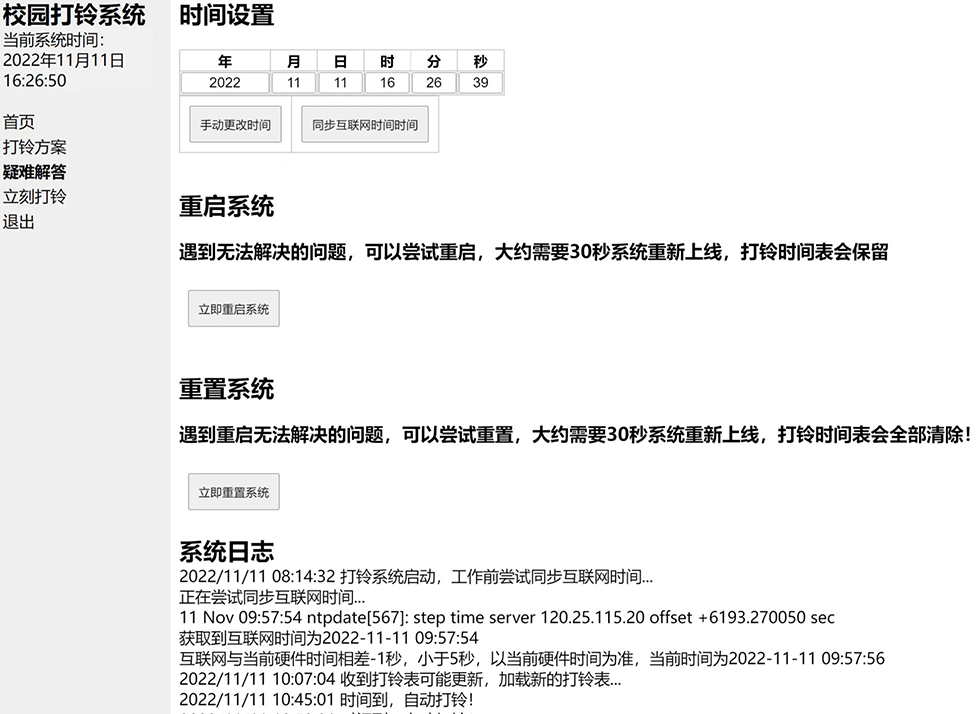 校园打铃系统
当前系统时间：
2022年11月11日
16:26:50
首页
打铃方案
疑难解答
立刻打铃
退出
时间设置
年 月 日 时 分 秒
2022 11 11 16 26 39
手动更改时间 同步互联网时间时间
重启系统
遇到无法解决的问题，可以尝试重启，大约需要30秒系统重新上线，打铃时间表会保留
立即重启系统
重置系统
遇到重启无法解决的问题，可以尝试重置，大约需要30秒系统重新上线，打铃时间表会全部清除！
立即重置系统
系统日志
2022/11/11 08:14:32 打铃系统启动，工作前尝试同步互联网时间...
正在尝试同步互联网时间...
11 Nov 09:57:54 ntpdate[567]: step time server 120.25.115.20 offset +6193.270050 sec
获取到互联网时间为2022-11-11 09:57:54
互联网与当前硬件时间相差-1秒，小于5秒，以当前硬件时间为准，当前时间为2022-11-11 09:57:56
2022/11/11 10:07:04 收到打铃表可能更新，加载新的打铃表...
2022/11/11 10:45:01 时间到，自动打铃！